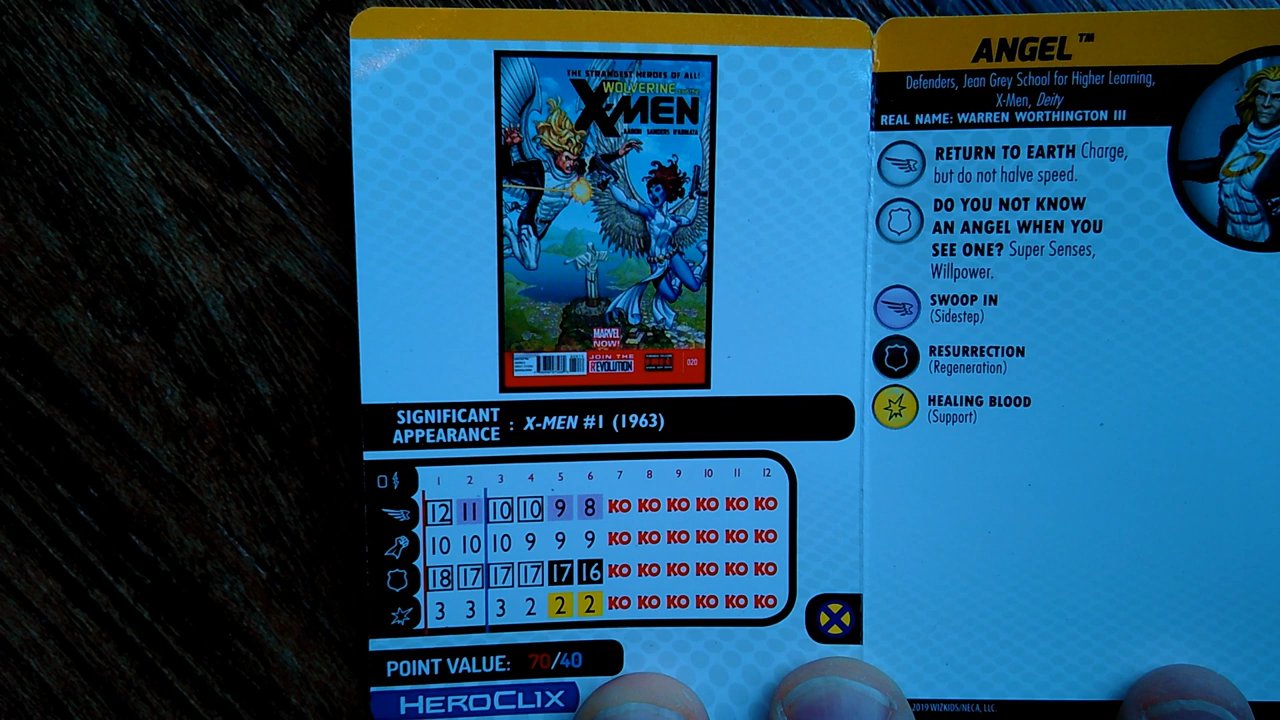 THE STRANGEST HEROES OF ALL!
WOLVERINE and the
X-MEN
AARON SANDERS D'ARMATA
MARVEL
NOW!
JOIN THE
REVOLUTION
020
SIGNIFICANT
APPEARANCE : X-MEN #1 (1963)
0 1 2 3 4 5 6 7 8 9 10 11 12
12 11 10 10 9 8 KO KO KO KO KO KO
10 10 10 9 9 9 KO KO KO KO KO KO
18 17 17 17 17 16 KO KO KO KO KO KO
3 3 3 2 2 2 KO KO KO KO KO KO
POINT VALUE: 70/40
HEROCLIX
ANGEL™
Defenders, Jean Grey School for Higher Learning,
X-Men, Deity
REAL NAME: WARREN WORTHINGTON III
RETURN TO EARTH Charge,
but do not halve speed.
DO YOU NOT KNOW
AN ANGEL WHEN YOU
SEE ONE? Super Senses,
Willpower.
SWOOP IN
(Sidestep)
RESURRECTION
(Regeneration)
HEALING BLOOD
(Support)
2019 WIZKIDS/NECA, LLC.